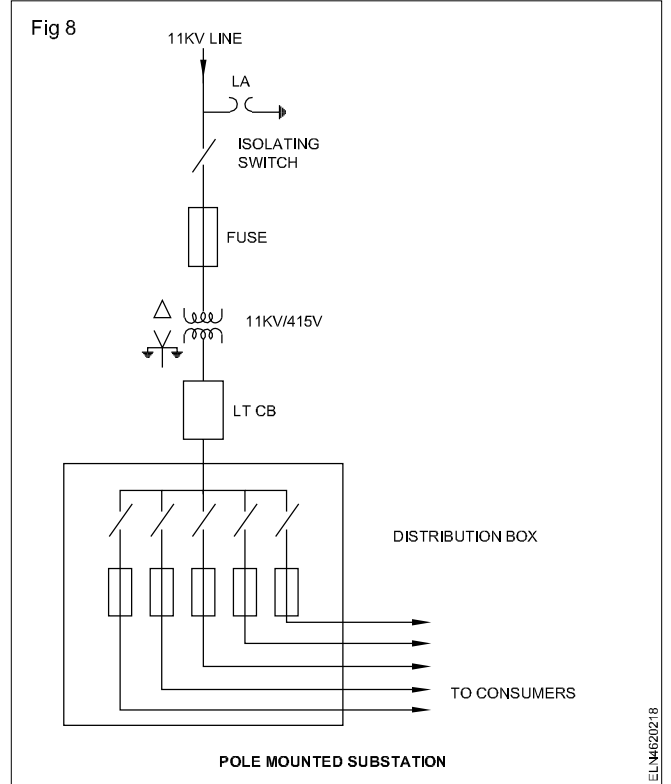 Fig 8
11KV LINE
LA
ISOLATING
SWITCH
FUSE
11KV/415V
LT CB
DISTRIBUTION BOX
TO CONSUMERS
POLE MOUNTED SUBSTATION
ELN4620218